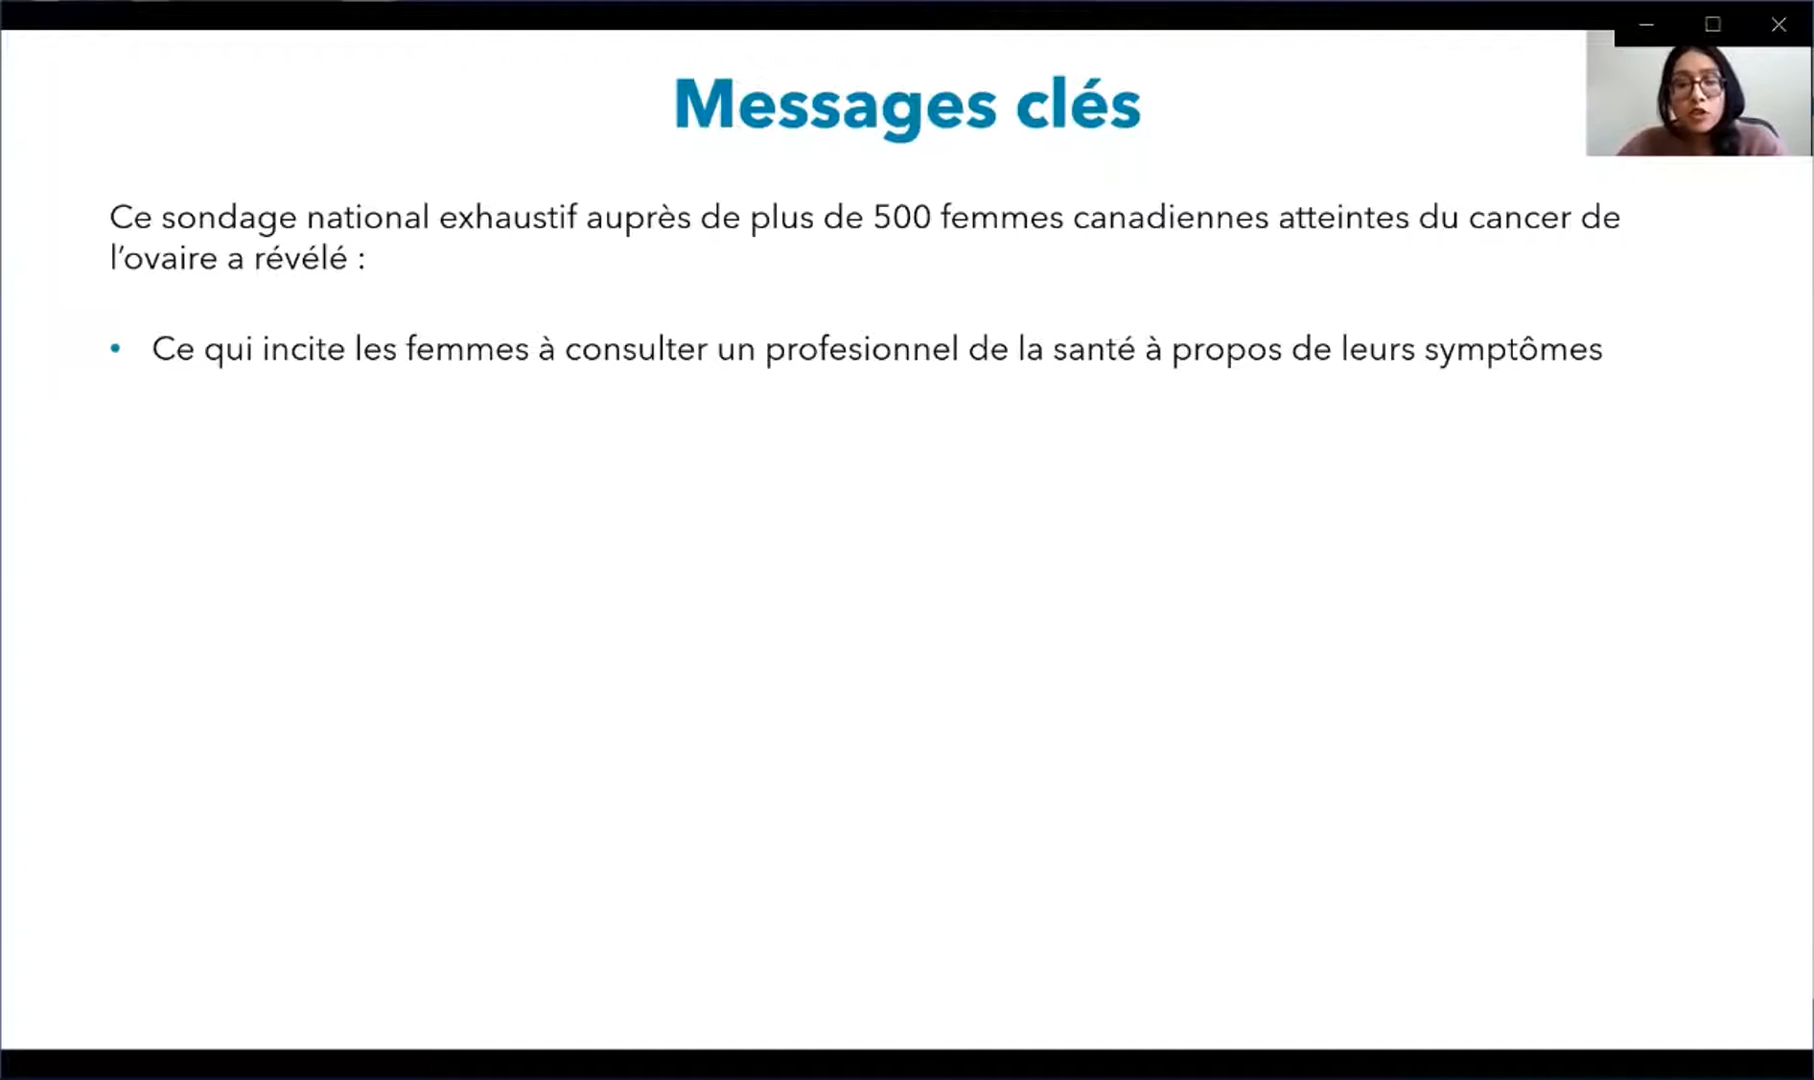 Messages clés
Ce sondage national exhaustif auprès de plus de 500 femmes canadiennes atteintes du cancer de
l’ovaire a révélé :
• Ce qui incite les femmes à consulter un profesionnel de la santé à propos de leurs symptômes